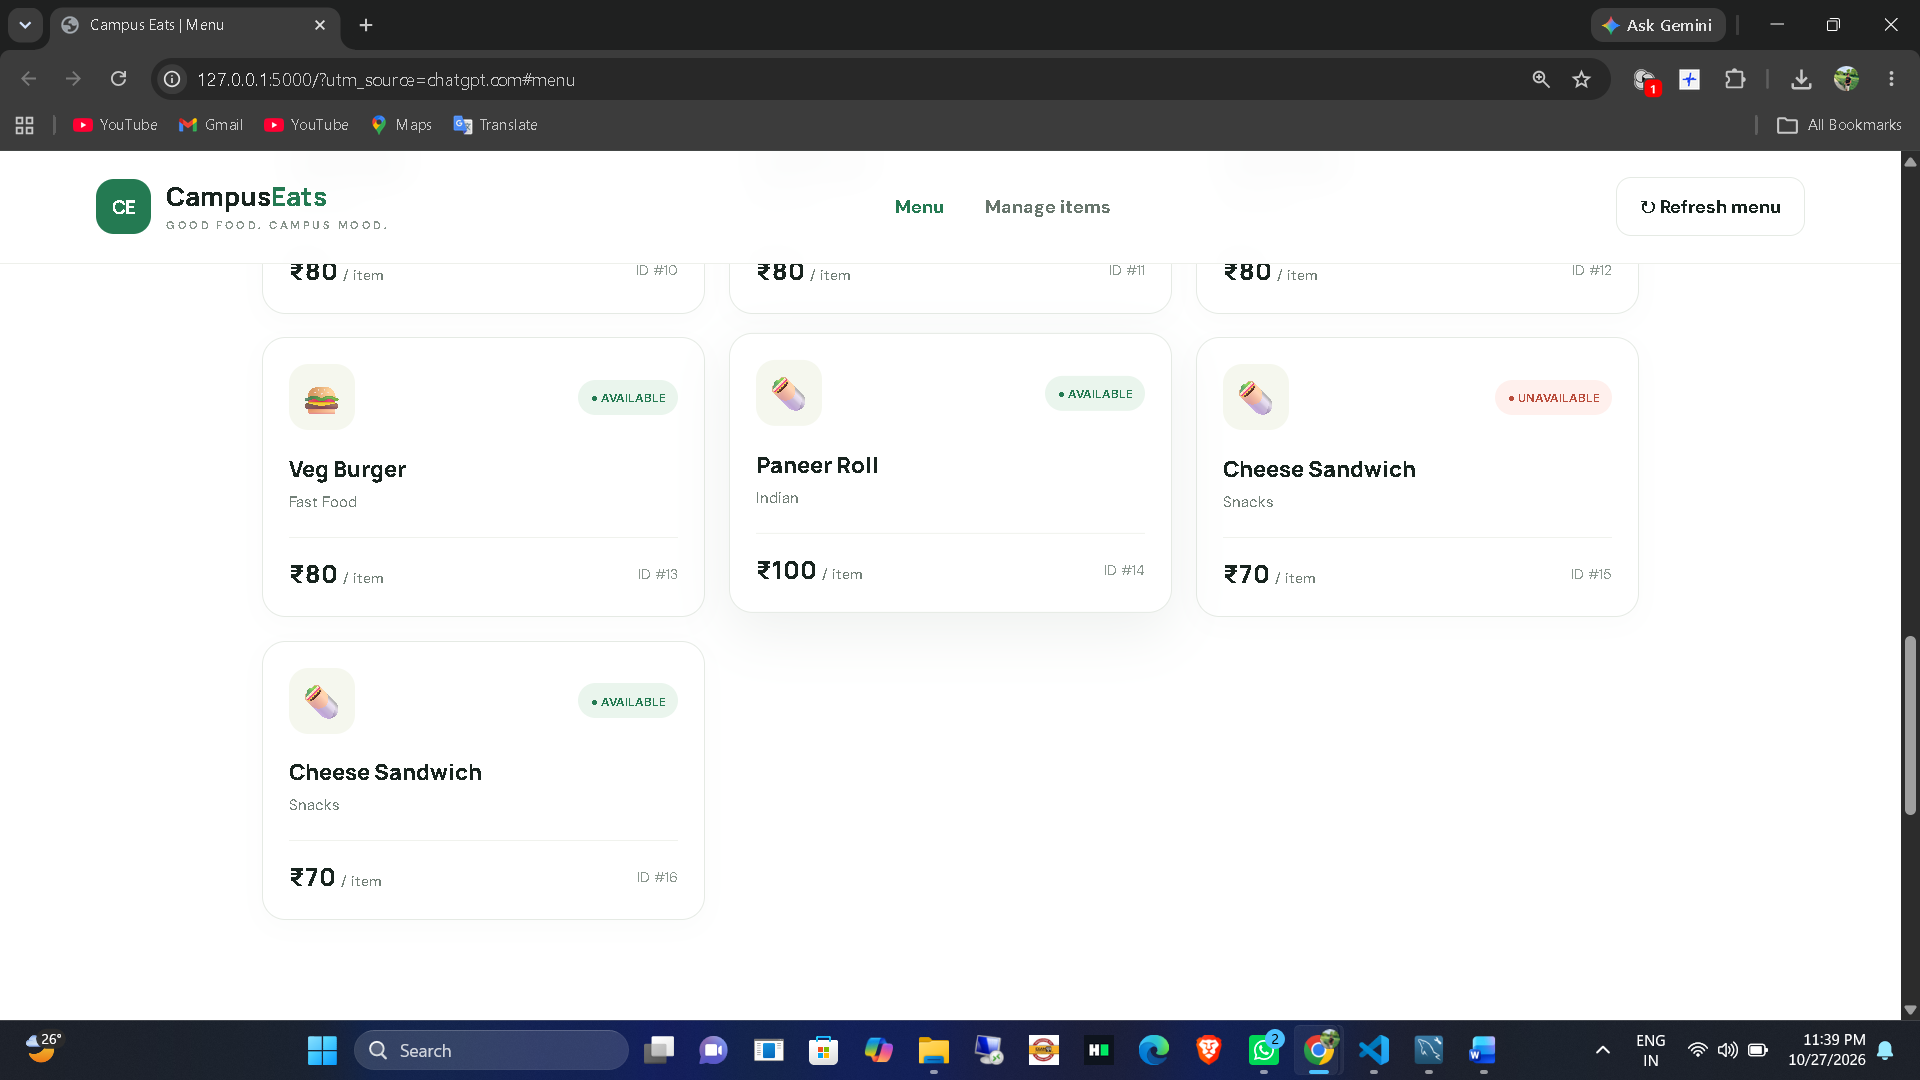 Campus Eats | Menu
Ask Gemini
127.0.0.1:5000/?utm_source=chatgpt.com#menu
1
YouTube
Gmail
YouTube
Maps
Translate
All Bookmarks
CE
CampusEats
GOOD FOOD. CAMPUS MOOD.
Menu
Manage items
↻ Refresh menu
₹80 / item
ID #10
₹80 / item
ID #11
₹80 / item
ID #12
• AVAILABLE
Veg Burger
Fast Food
₹80 / item
ID #13
• AVAILABLE
Paneer Roll
Indian
₹100 / item
ID #14
• UNAVAILABLE
Cheese Sandwich
Snacks
₹70 / item
ID #15
• AVAILABLE
Cheese Sandwich
Snacks
₹70 / item
ID #16
26°
Search
2
ENG
IN
11:39 PM
10/27/2026